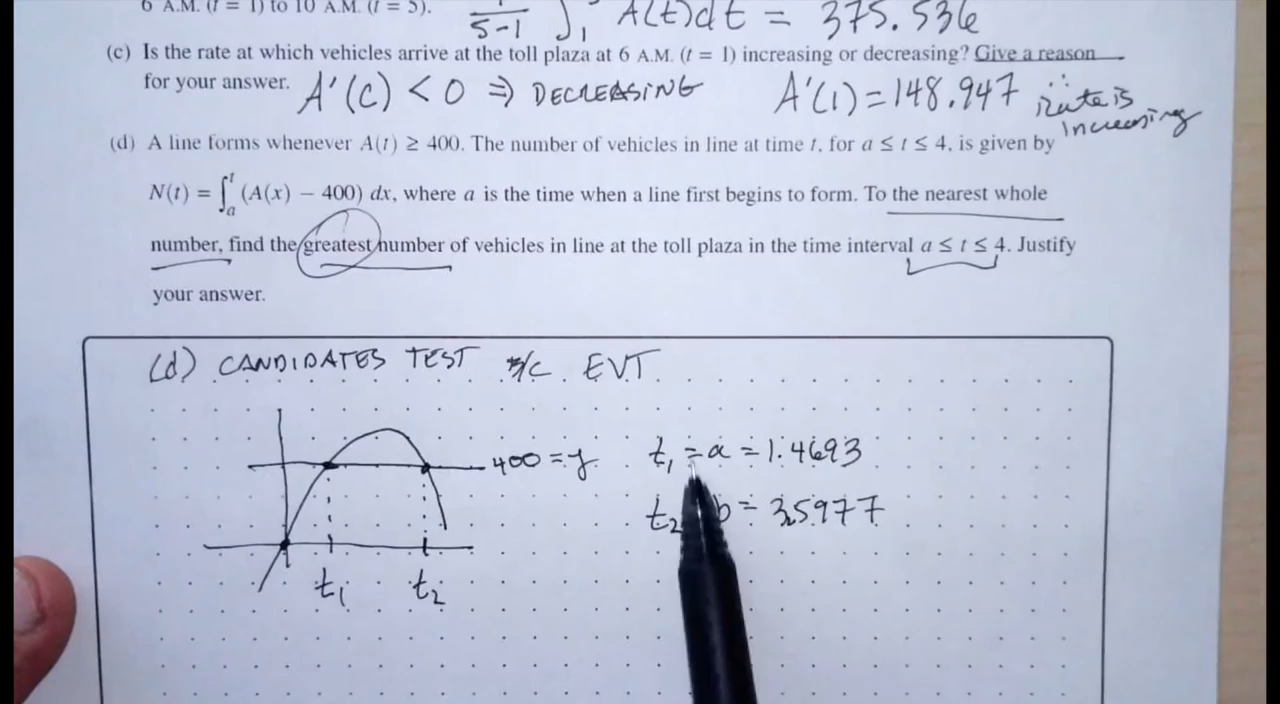 6 A.M. (t = 1) to 10 A.M. (t = 5). 1/(5-1) ∫₁ A(t)dt = 375.536
(c) Is the rate at which vehicles arrive at the toll plaza at 6 A.M. (t = 1) increasing or decreasing? Give a reason
for your answer. A'(c) < 0 ⇒ DECREASING A'(1) = 148.947 ∴ Rate is
Increasing
(d) A line forms whenever A(t) ≥ 400. The number of vehicles in line at time t, for a ≤ t ≤ 4, is given by
N(t) = ∫ₐᵗ (A(x) − 400) dx, where a is the time when a line first begins to form. To the nearest whole
number, find the greatest number of vehicles in line at the toll plaza in the time interval a ≤ t ≤ 4. Justify
your answer.
(d) CANDIDATES TEST B/C EVT
400 = y t₁ = a = 1.4693
t₂ b = 3.5977
t₁ t₂